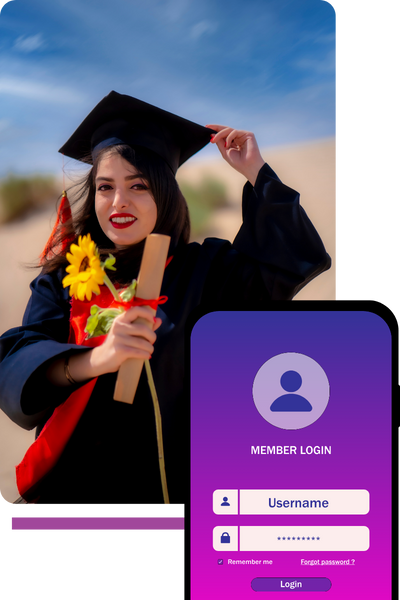 MEMBER LOGIN
Username
*********
Remember me
Forgot password ?
Login